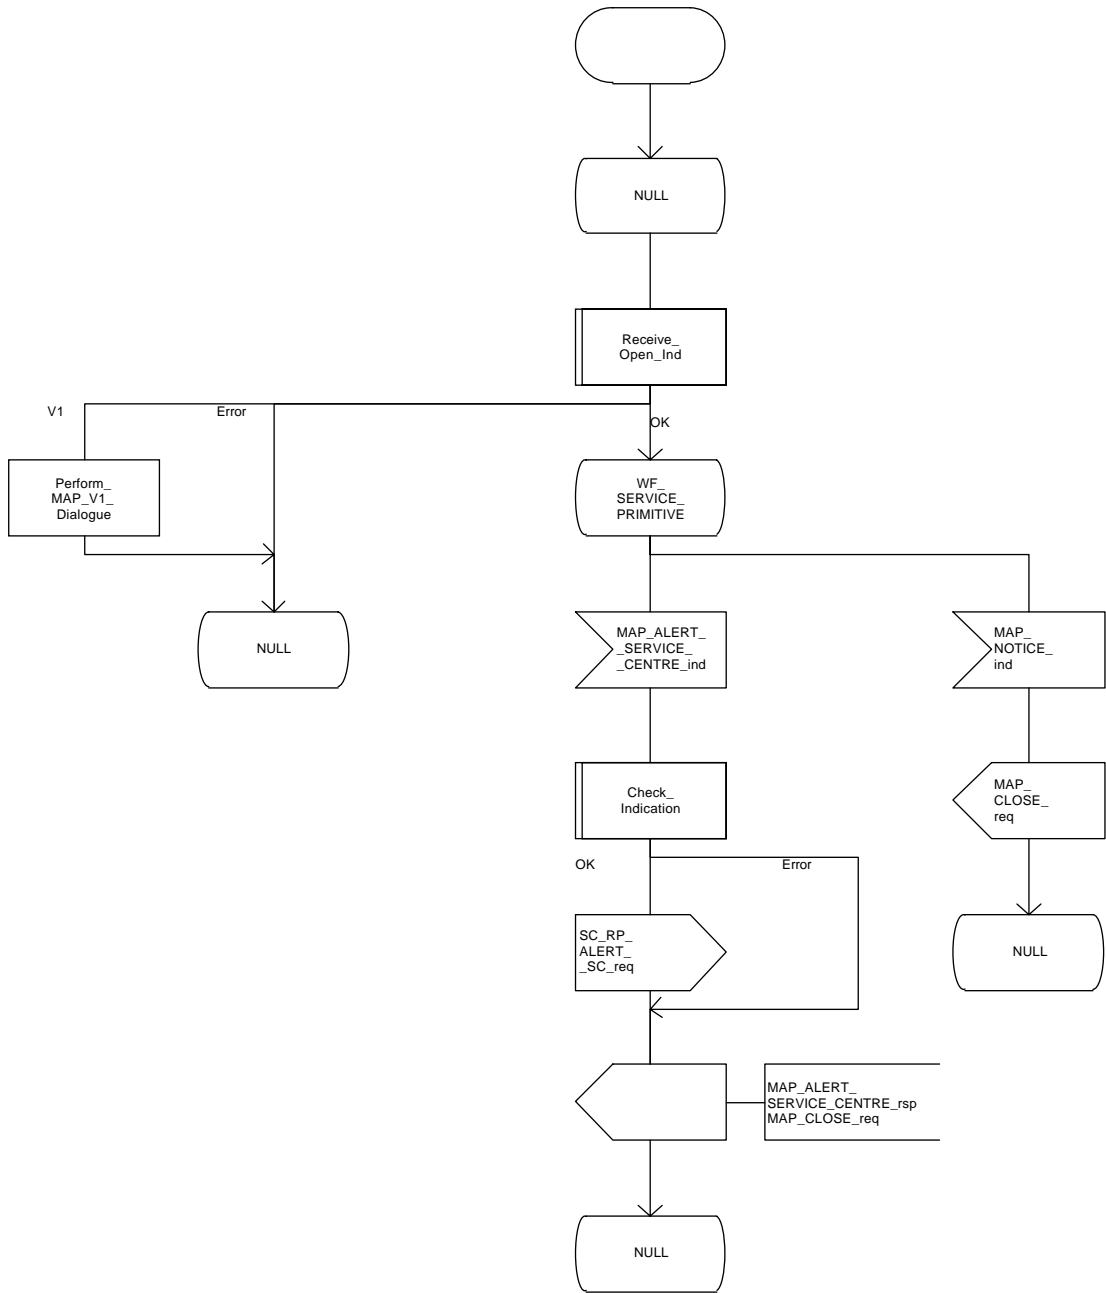 NULL
Receive_
Open_Ind
V1
Error
OK
Perform_
MAP_V1_
Dialogue
WF_
SERVICE_
PRIMITIVE
NULL
MAP_ALERT_
_SERVICE_
_CENTRE_ind
MAP_
NOTICE_
ind
Check_
Indication
MAP_
CLOSE_
req
OK
Error
SC_RP_
ALERT_
_SC_req
NULL
MAP_ALERT_
SERVICE_CENTRE_rsp
MAP_CLOSE_req
NULL